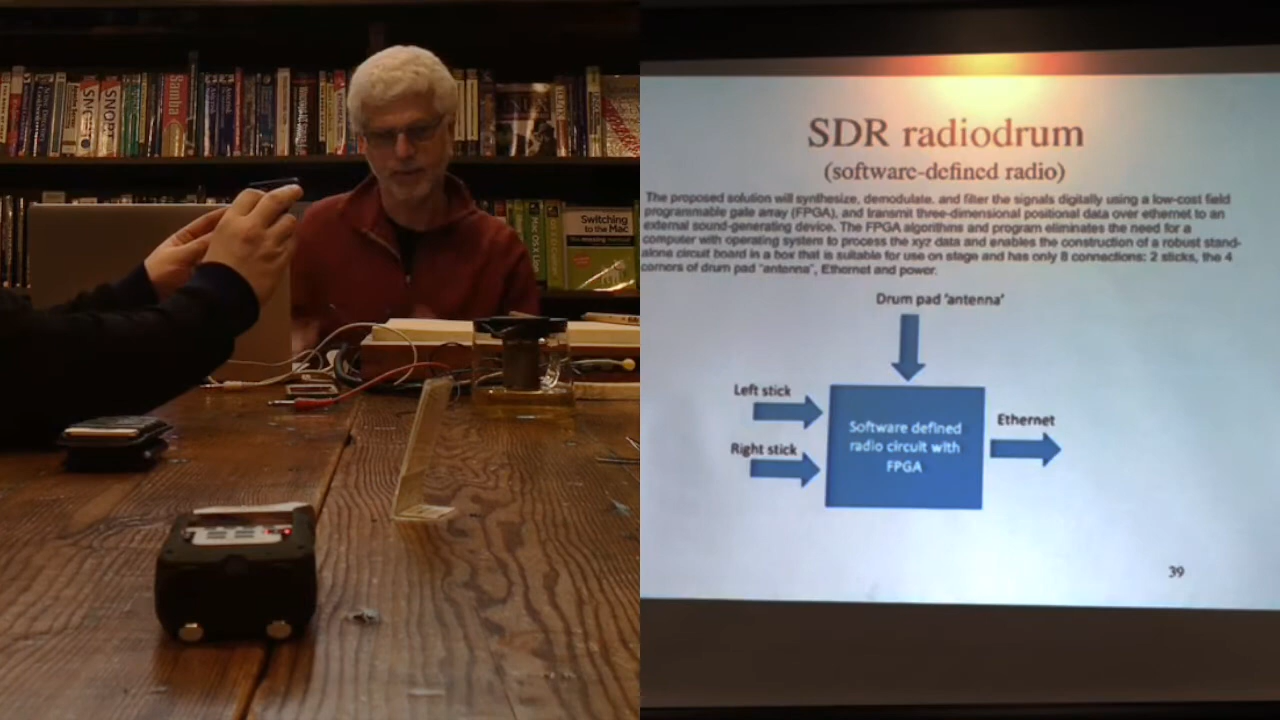 SNORT
Samba
Switching
to the Mac
Mac OS X Lion
SDR radiodrum
(software-defined radio)
The proposed solution will synthesize, demodulate, and filter the signals digitally using a low-cost field
programmable gate array (FPGA), and transmit three-dimensional positional data over ethernet to an
external sound-generating device. The FPGA algorithms and program eliminates the need for a
computer with operating system to process the xyz data and enables the construction of a robust stand-
alone circuit board in a box that is suitable for use on stage and has only 8 connections: 2 sticks, the 4
corners of drum pad "antenna", Ethernet and power.
Drum pad 'antenna'
Left stick
Right stick
Software defined
radio circuit with
FPGA
Ethernet
39